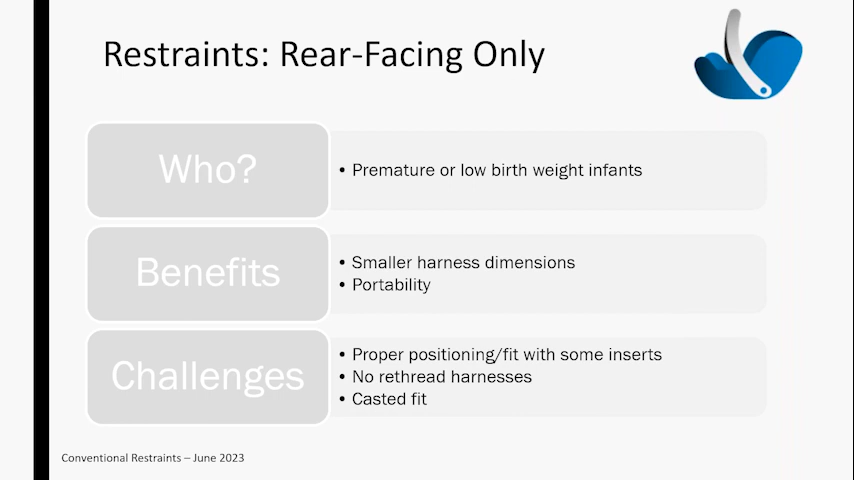 Restraints: Rear-Facing Only
Who?
• Premature or low birth weight infants
Benefits
• Smaller harness dimensions
• Portability
Challenges
• Proper positioning/fit with some inserts
• No rethread harnesses
• Casted fit
Conventional Restraints – June 2023